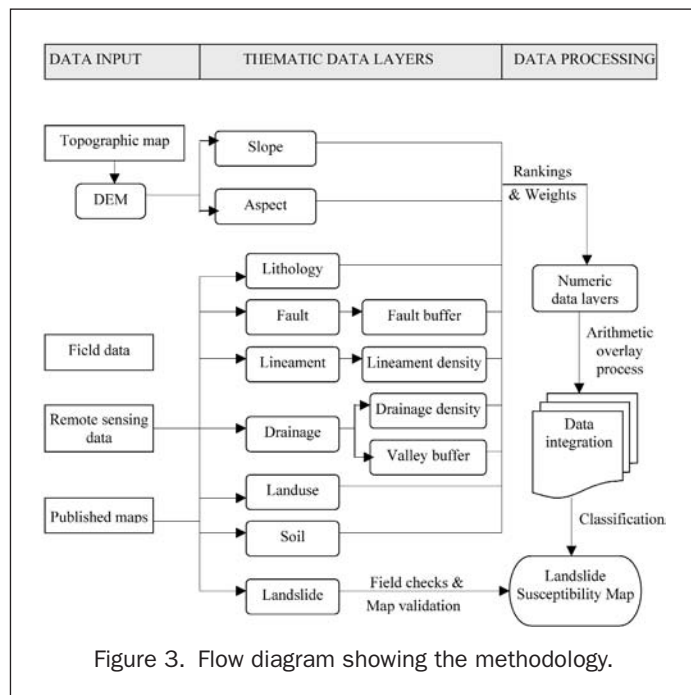 DATA INPUT
THEMATIC DATA LAYERS
DATA PROCESSING
Topographic map
DEM
Slope
Aspect
Rankings
& Weights
Lithology
Fault
Fault buffer
Numeric
data layers
Field data
Lineament
Lineament density
Arithmetic
overlay
process
Remote sensing
data
Drainage
Drainage density
Valley buffer
Data
integration
Published maps
Landuse
Soil
Classification
Landslide
Field checks &
Map validation
Landslide
Susceptibility Map
Figure 3. Flow diagram showing the methodology.